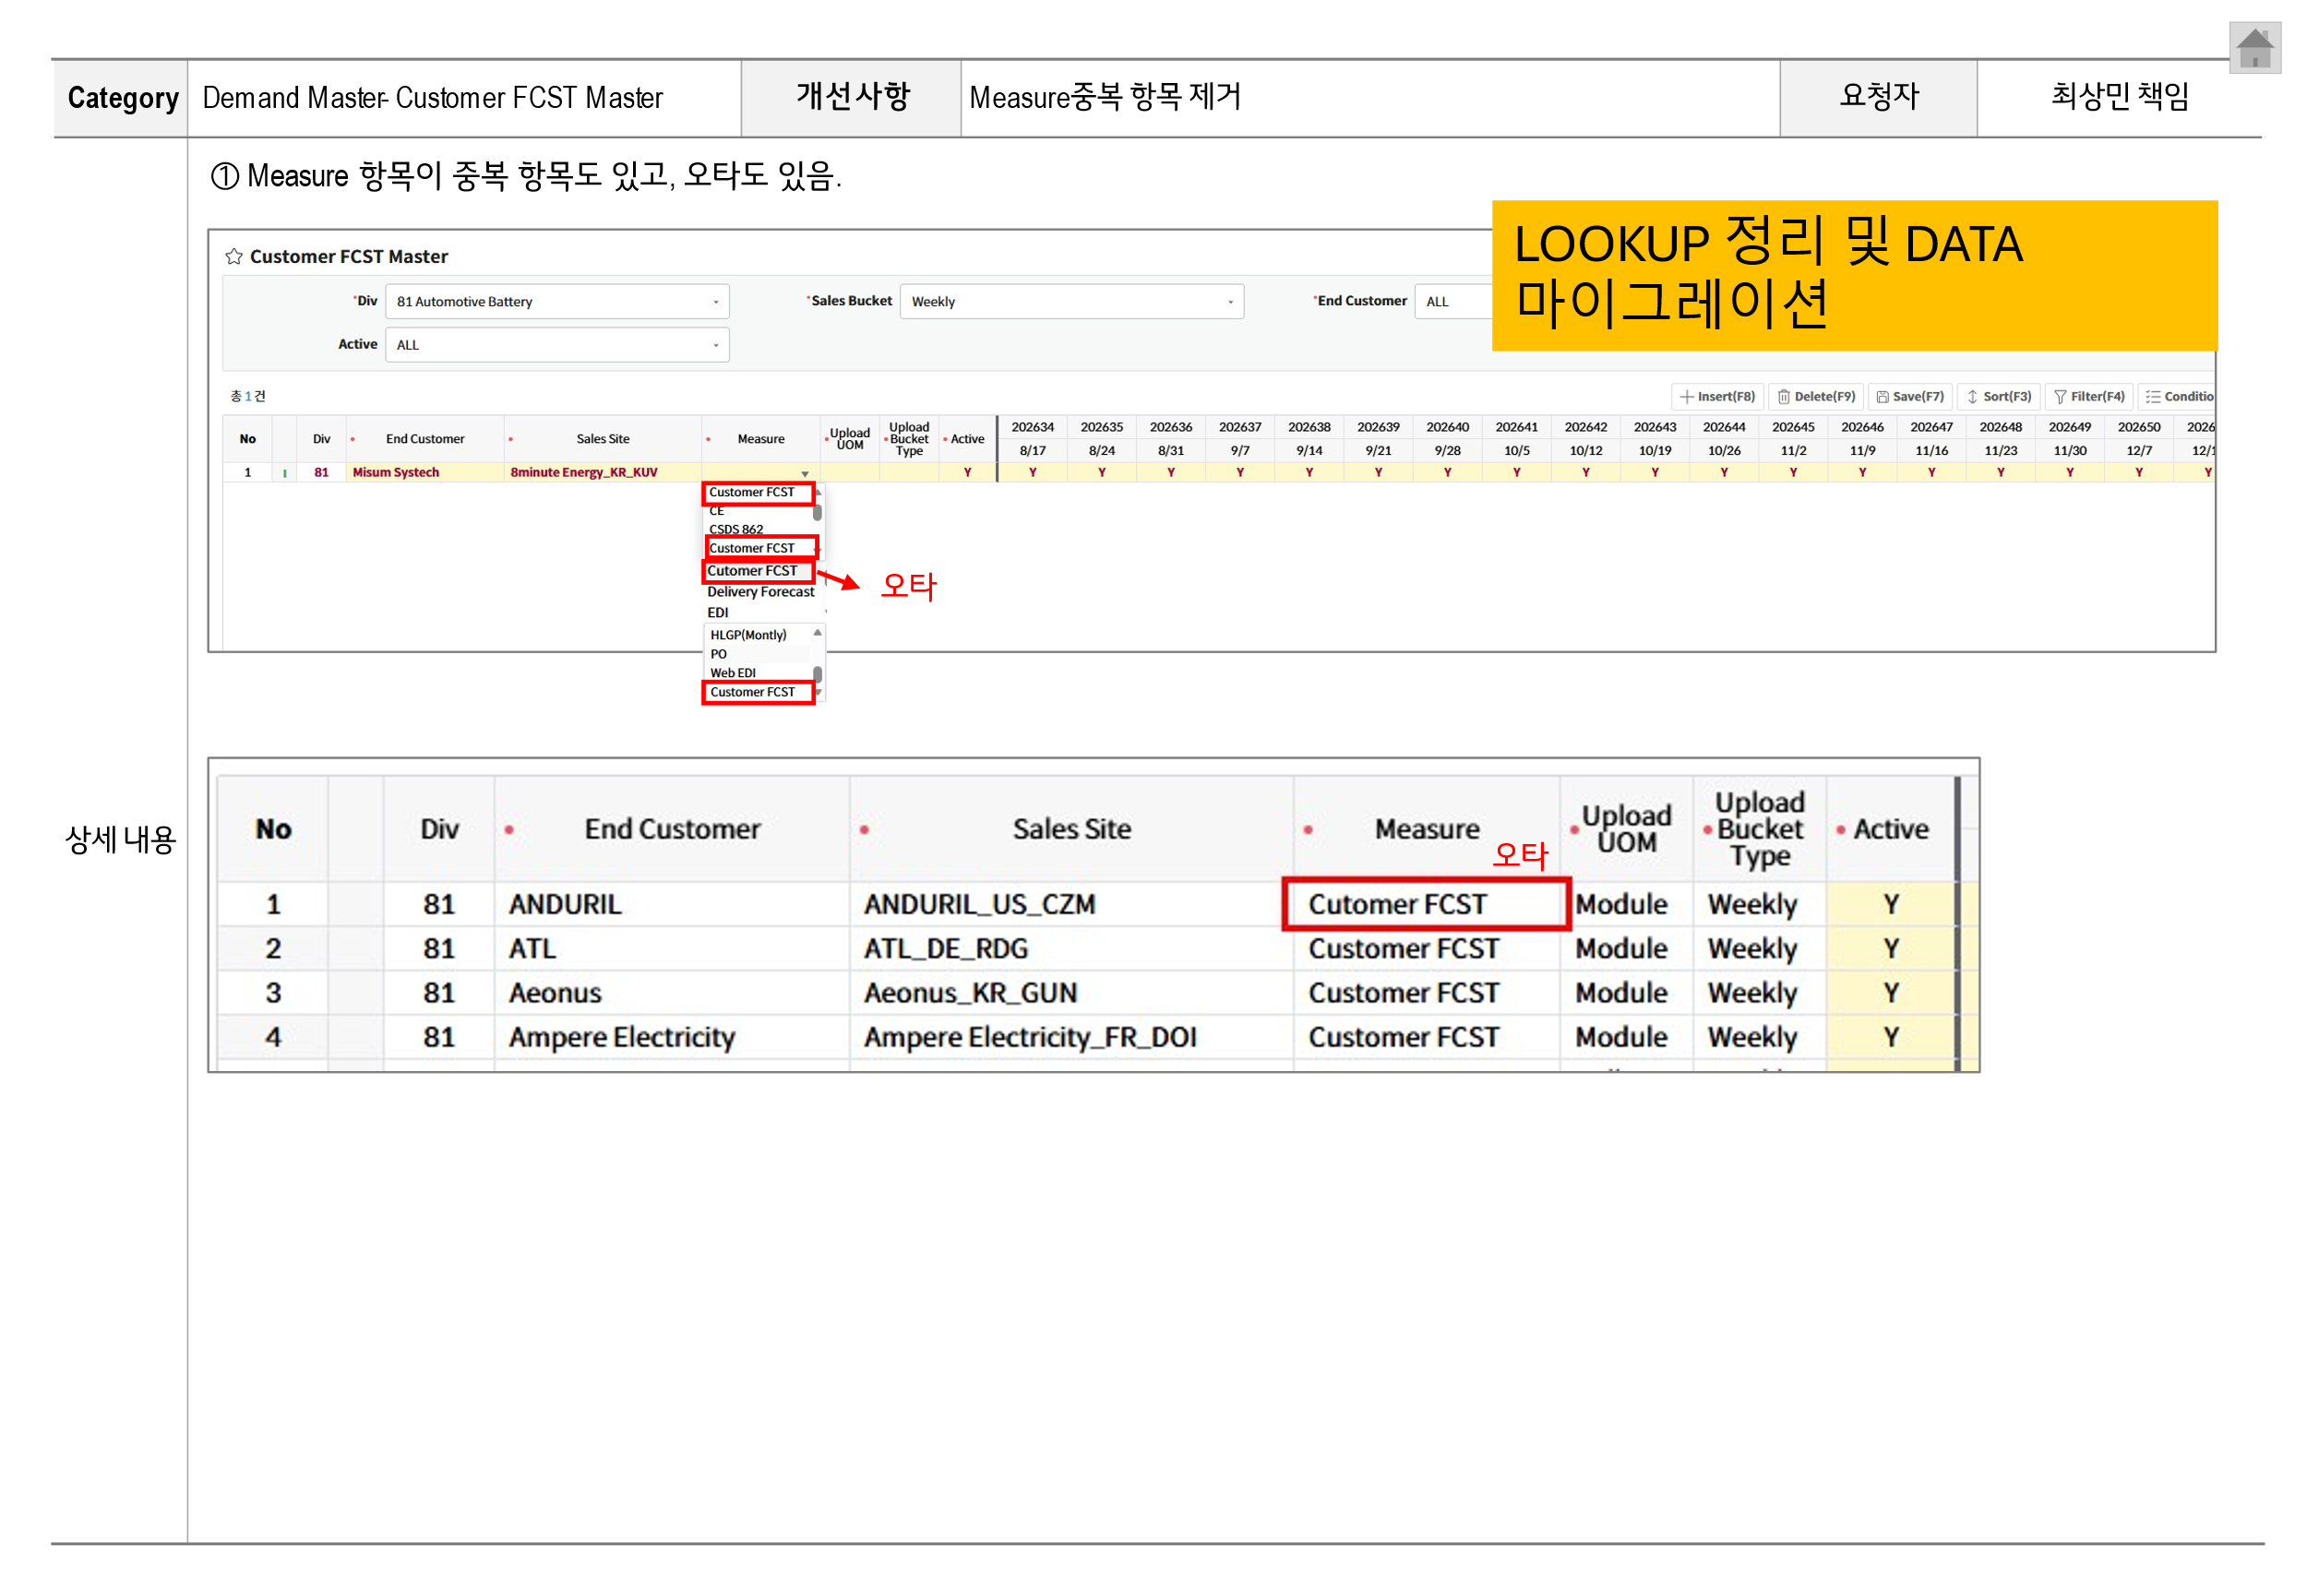 Category Demand Master- Customer FCST Master 개선사항 Measure중복 항목 제거 요청자 최상민 책임
① Measure 항목이 중복 항목도 있고, 오타도 있음.
LOOKUP 정리 및 DATA
마이그레이션
Customer FCST Master
*Div 81 Automotive Battery *Sales Bucket Weekly *End Customer ALL
Active ALL
총 1 건
Insert(F8) Delete(F9) Save(F7) Sort(F3) Filter(F4) Conditio
No Div End Customer Sales Site Measure Upload UOM Upload Bucket Type Active 202634 202635 202636 202637 202638 202639 202640 202641 202642 202643 202644 202645 202646 202647 202648 202649 202650 2026
8/17 8/24 8/31 9/7 9/14 9/21 9/28 10/5 10/12 10/19 10/26 11/2 11/9 11/16 11/23 11/30 12/7 12/1
1 I 81 Misum Systech 8minute Energy_KR_KUV Y Y Y Y Y Y Y Y Y Y Y Y Y Y Y Y Y Y Y
Customer FCST
CE
CSDS 862
Customer FCST
Cutomer FCST
오타
Delivery Forecast
EDI
HLGP(Montly)
PO
Web EDI
Customer FCST
상세 내용
No Div End Customer Sales Site Measure Upload UOM Upload Bucket Type Active
오타
1 81 ANDURIL ANDURIL_US_CZM Cutomer FCST Module Weekly Y
2 81 ATL ATL_DE_RDG Customer FCST Module Weekly Y
3 81 Aeonus Aeonus_KR_GUN Customer FCST Module Weekly Y
4 81 Ampere Electricity Ampere Electricity_FR_DOI Customer FCST Module Weekly Y